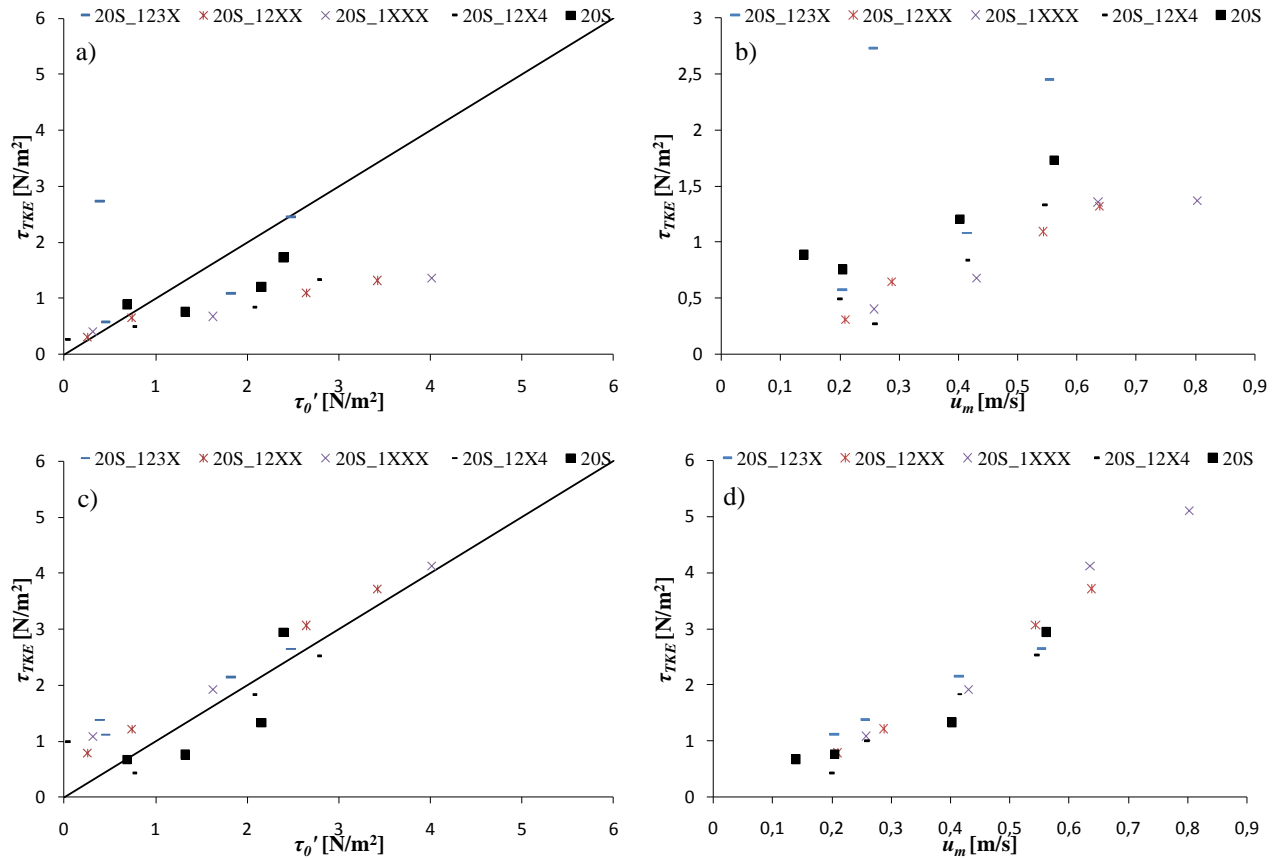 20S_123X 20S_12XX 20S_1XXX 20S_12X4 20S
a)
6
5
4
3
2
1
0
τTKE [N/m²]
0 1 2 3 4 5 6
τ0' [N/m²]
20S_123X 20S_12XX 20S_1XXX 20S_12X4 20S
b)
3
2,5
2
1,5
1
0,5
0
τTKE [N/m²]
0 0,1 0,2 0,3 0,4 0,5 0,6 0,7 0,8 0,9
um [m/s]
20S_123X 20S_12XX 20S_1XXX 20S_12X4 20S
c)
6
5
4
3
2
1
0
τTKE [N/m²]
0 1 2 3 4 5 6
τ0' [N/m²]
20S_123X 20S_12XX 20S_1XXX 20S_12X4 20S
d)
6
5
4
3
2
1
0
τTKE [N/m²]
0 0,1 0,2 0,3 0,4 0,5 0,6 0,7 0,8 0,9
um [m/s]